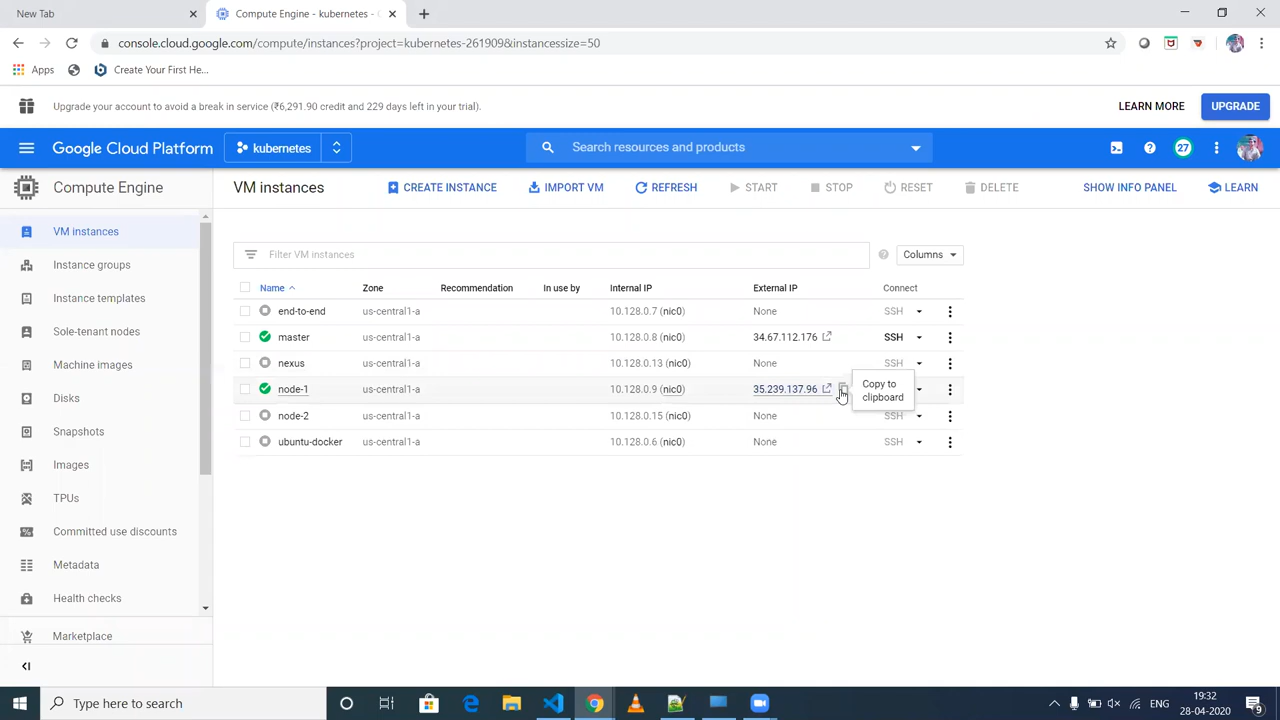 New Tab
Compute Engine - kubernetes -
console.cloud.google.com/compute/instances?project=kubernetes-261909&instancessize=50
Apps
Create Your First He...
Upgrade your account to avoid a break in service (₹6,291.90 credit and 229 days left in your trial).
LEARN MORE
UPGRADE
Google Cloud Platform
kubernetes
Search resources and products
27
Compute Engine
VM instances
CREATE INSTANCE
IMPORT VM
REFRESH
START
STOP
RESET
DELETE
SHOW INFO PANEL
LEARN
VM instances
Instance groups
Instance templates
Sole-tenant nodes
Machine images
Disks
Snapshots
Images
TPUs
Committed use discounts
Metadata
Health checks
Marketplace
Filter VM instances
Columns
Name Zone Recommendation In use by Internal IP External IP Connect
end-to-end us-central1-a 10.128.0.7 (nic0) None SSH
master us-central1-a 10.128.0.8 (nic0) 34.67.112.176 SSH
nexus us-central1-a 10.128.0.13 (nic0) None SSH
node-1 us-central1-a 10.128.0.9 (nic0) 35.239.137.96
Copy to
clipboard
node-2 us-central1-a 10.128.0.15 (nic0) None SSH
ubuntu-docker us-central1-a 10.128.0.6 (nic0) None SSH
Type here to search
ENG
19:32
28-04-2020
9